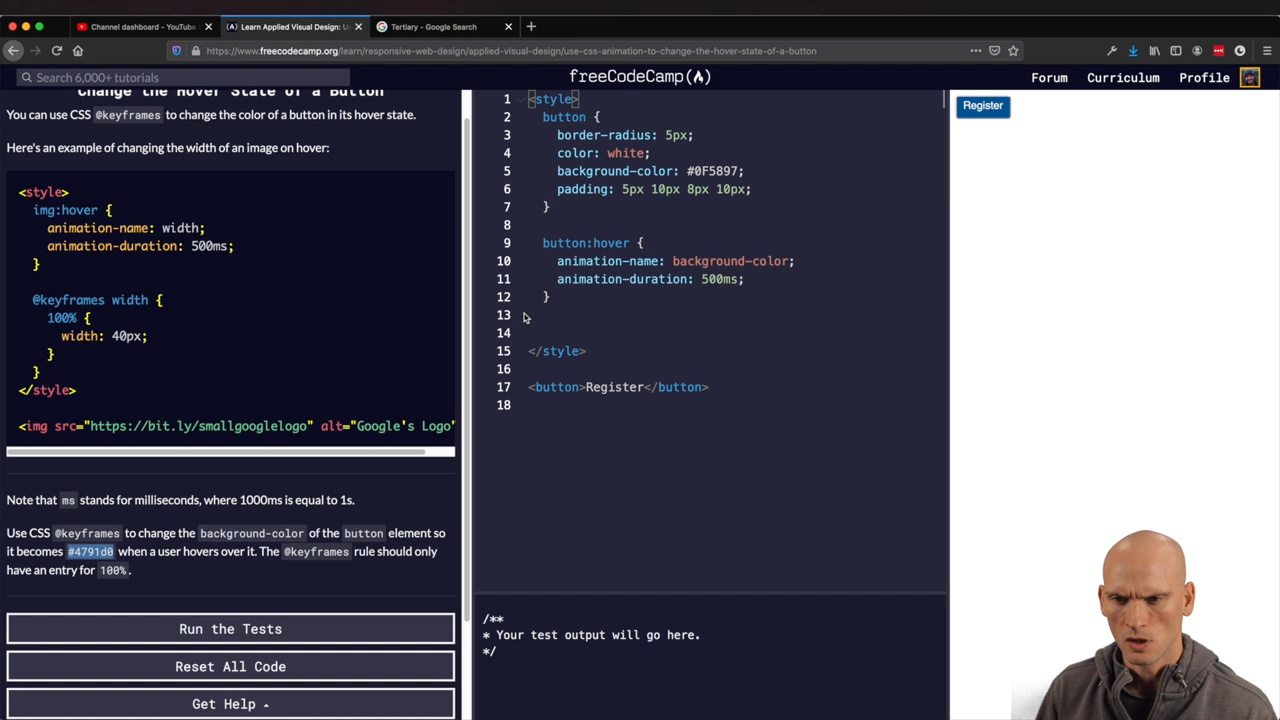 Channel dashboard - YouTube S
Learn Applied Visual Design: U
Tertiary - Google Search
https://www.freecodecamp.org/learn/responsive-web-design/applied-visual-design/use-css-animation-to-change-the-hover-state-of-a-button
Search 6,000+ tutorials
freeCodeCamp
Forum
Curriculum
Profile
Change the Hover State of a Button
You can use CSS @keyframes to change the color of a button in its hover state.
Here's an example of changing the width of an image on hover:
<style>
img:hover {
animation-name: width;
animation-duration: 500ms;
}
@keyframes width {
100% {
width: 40px;
}
}
</style>
<img src="https://bit.ly/smallgooglelogo" alt="Google's Logo"
Note that ms stands for milliseconds, where 1000ms is equal to 1s.
Use CSS @keyframes to change the background-color of the button element so
it becomes #4791d0 when a user hovers over it. The @keyframes rule should only
have an entry for 100%.
Run the Tests
Reset All Code
Get Help
1 <style>
2 button {
3 border-radius: 5px;
4 color: white;
5 background-color: #0F5897;
6 padding: 5px 10px 8px 10px;
7 }
8
9 button:hover {
10 animation-name: background-color;
11 animation-duration: 500ms;
12 }
13
14
15 </style>
16
17 <button>Register</button>
18
/**
* Your test output will go here.
*/
Register